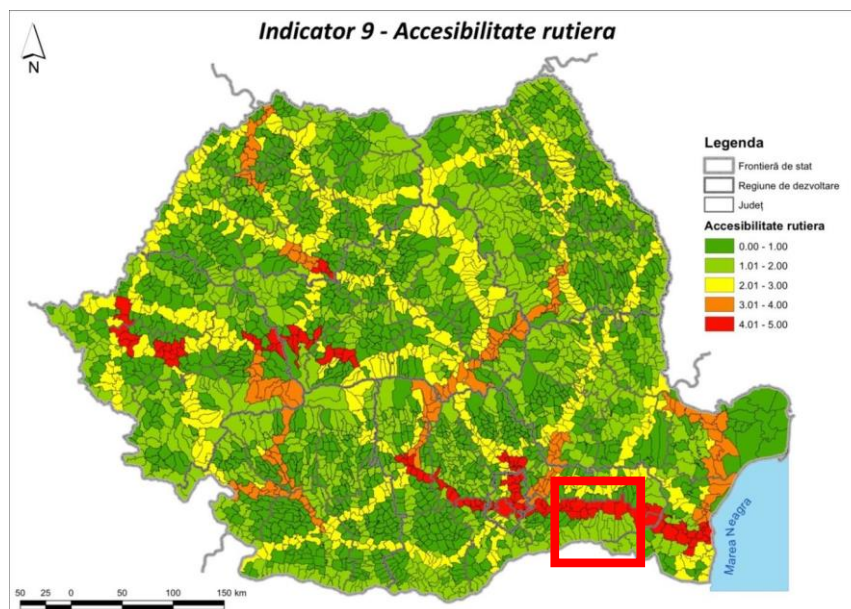 Indicator 9 - Accesibilitate rutiera
N
Legenda
Frontieră de stat
Regiune de dezvoltare
Județ
Accesibilitate rutiera
0.00 - 1.00
1.01 - 2.00
2.01 - 3.00
3.01 - 4.00
4.01 - 5.00
Marea Neagra
50 25 0 50 100 150 km